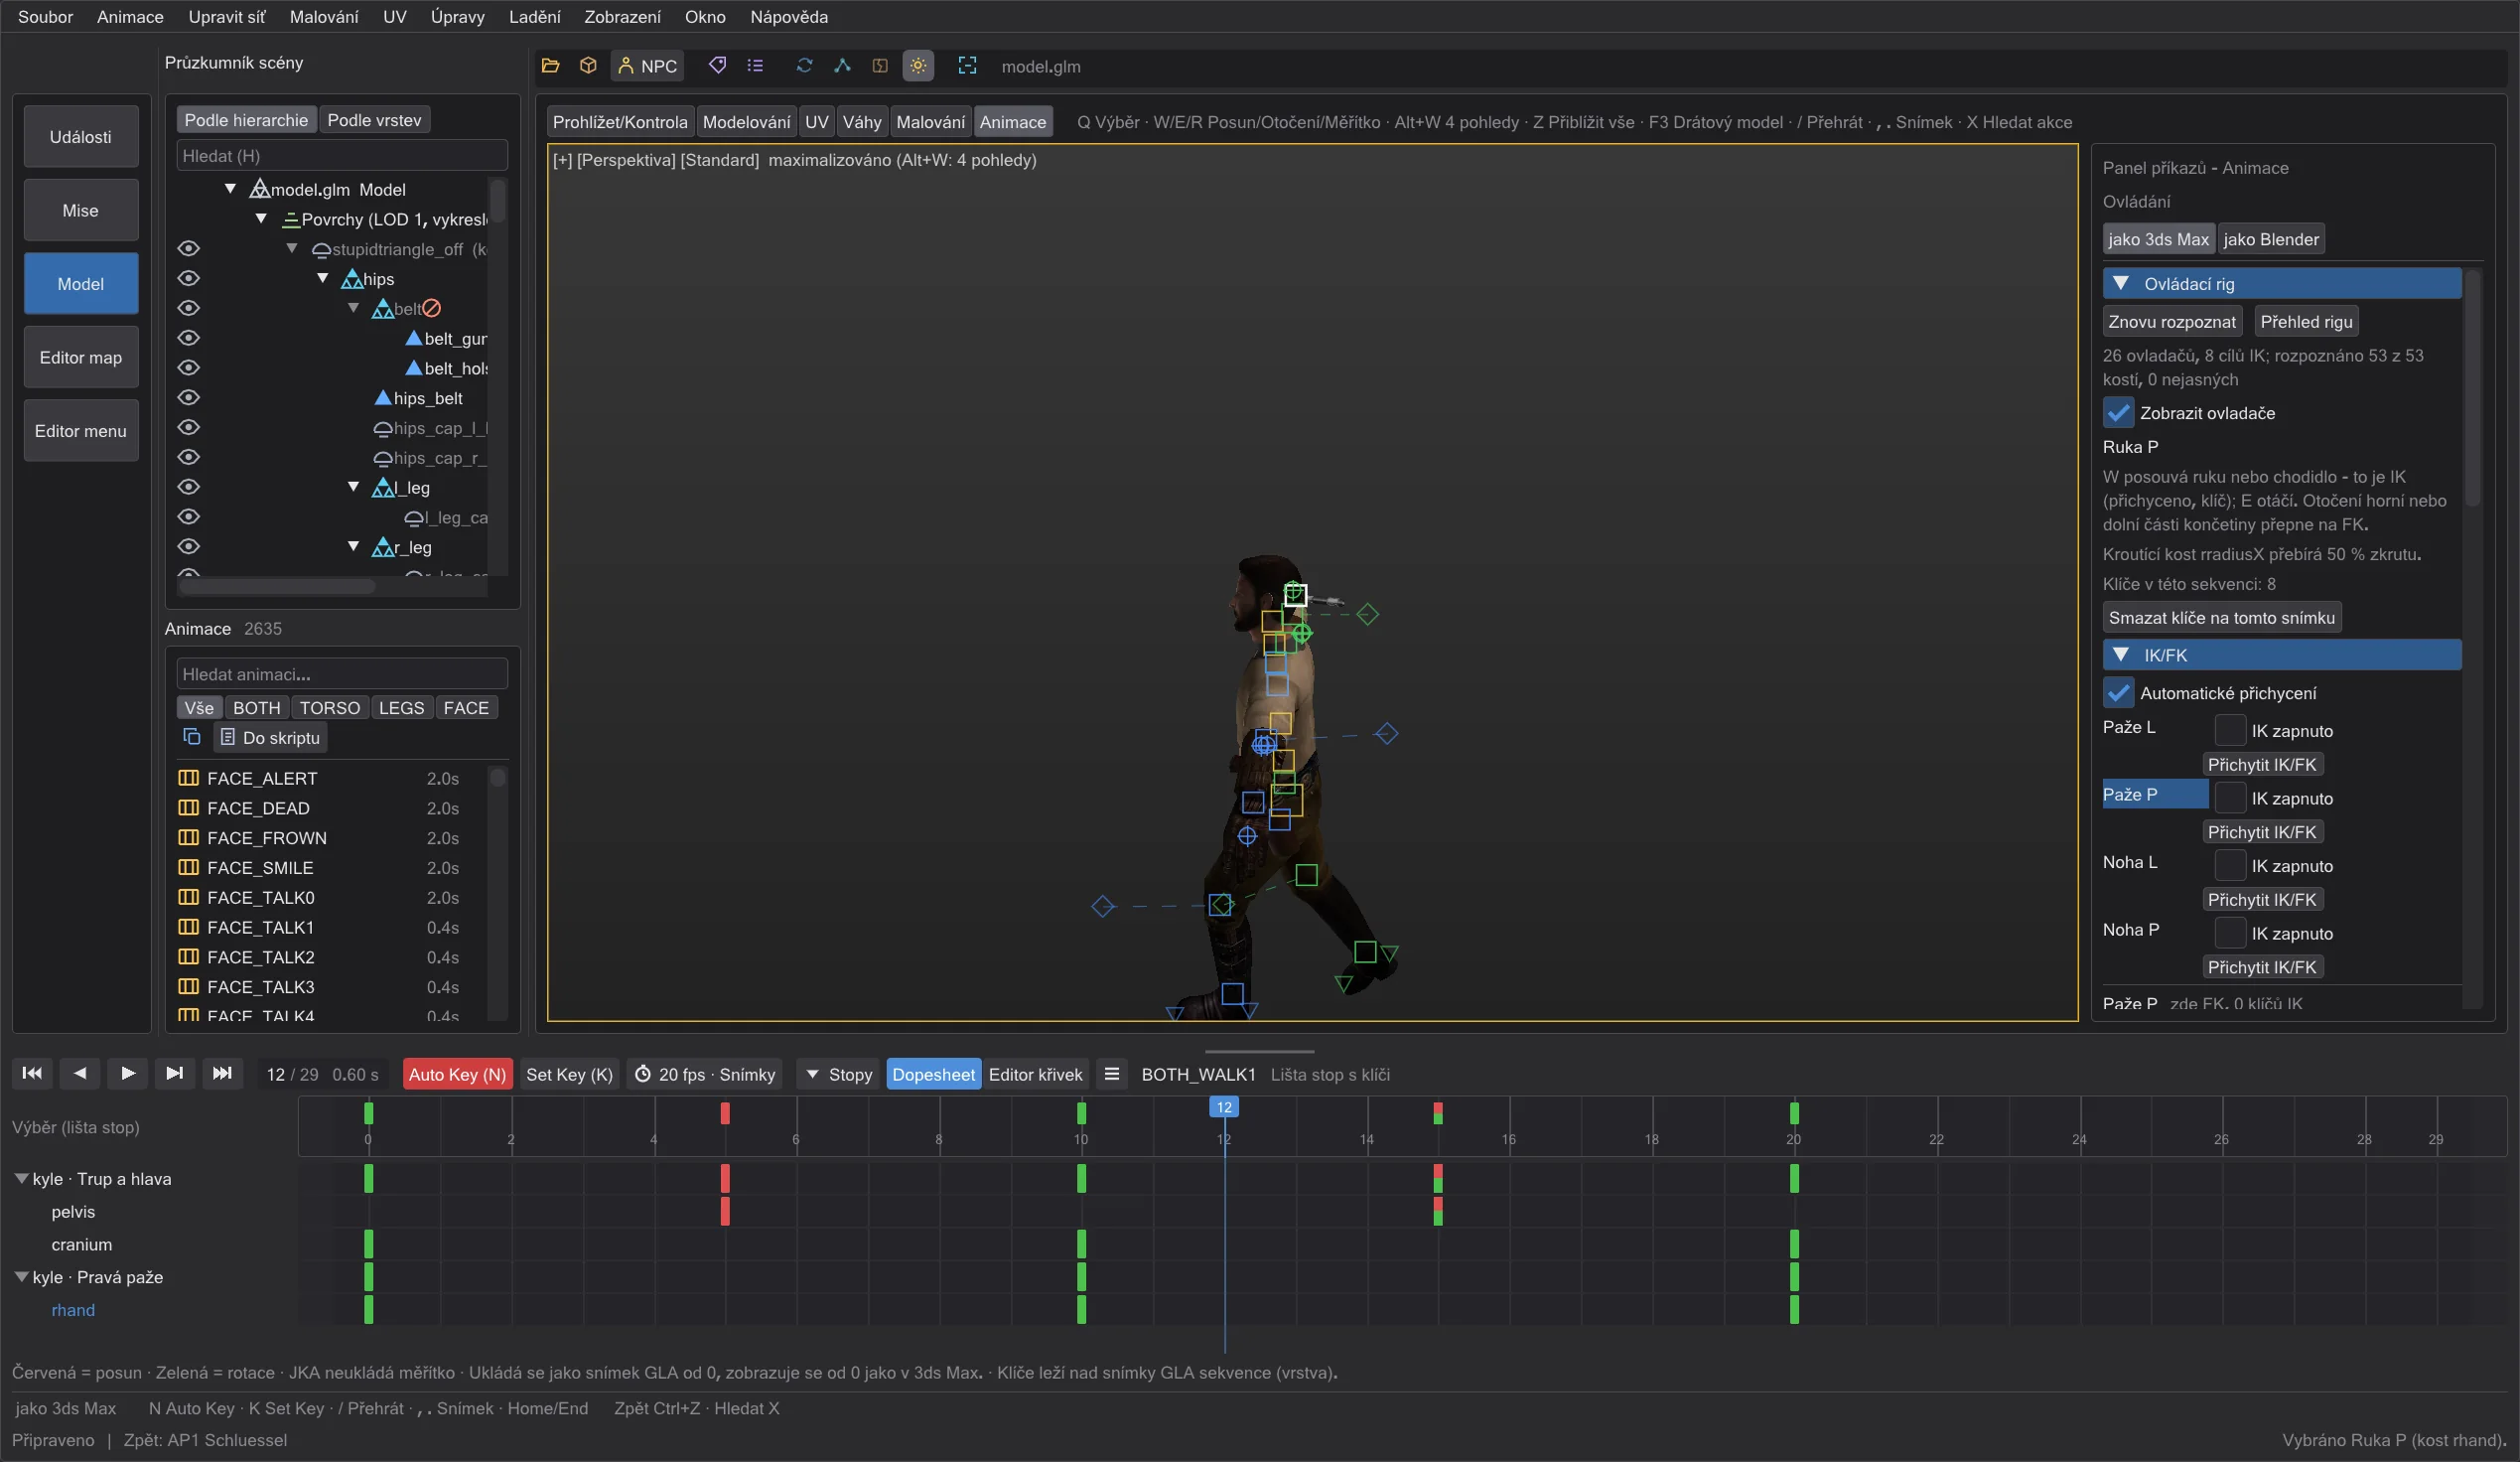 Soubor Animace Upravit síť Malování UV Úpravy Ladění Zobrazení Okno Nápověda
Průzkumník scény
NPC
model.glm
Události
Mise
Model
Editor map
Editor menu
Podle hierarchie Podle vrstev
Hledat (H)
model.glm Model
Povrchy (LOD 1, vykresl
stupidtriangle_off (k
hips
belt
belt_gun
belt_hols
hips_belt
hips_cap_l_l
hips_cap_r_
l_leg
l_leg_ca
r_leg
Animace 2635
Hledat animaci...
Vše BOTH TORSO LEGS FACE
Do skriptu
FACE_ALERT 2.0s
FACE_DEAD 2.0s
FACE_FROWN 2.0s
FACE_SMILE 2.0s
FACE_TALK0 2.0s
FACE_TALK1 0.4s
FACE_TALK2 0.4s
FACE_TALK3 0.4s
FACE_TALK4 0.4s
Prohlížet/Kontrola Modelování UV Váhy Malování Animace
Q Výběr · W/E/R Posun/Otočení/Měřítko · Alt+W 4 pohledy · Z Přiblížit vše · F3 Drátový model · / Přehrát · , . Snímek · X Hledat akce
[+] [Perspektiva] [Standard] maximalizováno (Alt+W: 4 pohledy)
Panel příkazů - Animace
Ovládání
jako 3ds Max jako Blender
Ovládací rig
Znovu rozpoznat Přehled rigu
26 ovladačů, 8 cílů IK; rozpoznáno 53 z 53
kostí, 0 nejasných
Zobrazit ovladače
Ruka P
W posouvá ruku nebo chodidlo - to je IK
(přichyceno, klíč); E otáčí. Otočení horní nebo
dolní části končetiny přepne na FK.
Kroutící kost rradiusX přebírá 50 % zkrutu.
Klíče v této sekvenci: 8
Smazat klíče na tomto snímku
IK/FK
Automatické přichycení
Paže L IK zapnuto
Přichytit IK/FK
Paže P IK zapnuto
Přichytit IK/FK
Noha L IK zapnuto
Přichytit IK/FK
Noha P IK zapnuto
Přichytit IK/FK
Paže P zde FK, 0 klíčů IK
12 / 29 0.60 s Auto Key (N) Set Key (K) 20 fps · Snímky Stopy Dopesheet Editor křivek BOTH_WALK1 Lišta stop s klíči
12
Výběr (lišta stop)
0 2 4 6 8 10 12 14 16 18 20 22 24 26 28 29
kyle · Trup a hlava
pelvis
cranium
kyle · Pravá paže
rhand
Červená = posun · Zelená = rotace · JKA neukládá měřítko · Ukládá se jako snímek GLA od 0, zobrazuje se od 0 jako v 3ds Max. · Klíče leží nad snímky GLA sekvence (vrstva).
jako 3ds Max N Auto Key · K Set Key · / Přehrát · , . Snímek · Home/End Zpět Ctrl+Z · Hledat X
Připraveno | Zpět: AP1 Schluessel
Vybráno Ruka P (kost rhand).